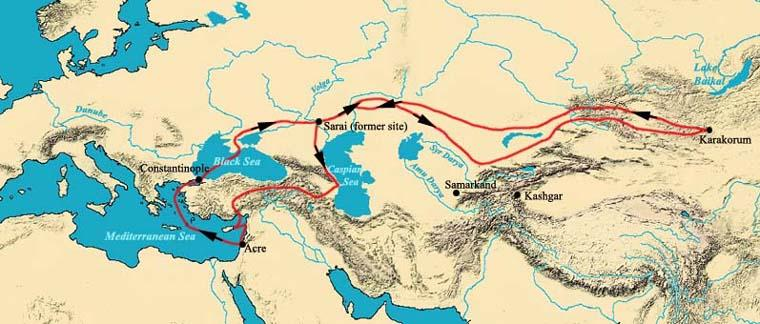 Lake
Baikal
Volga
Danube
Sarai (former site)
Karakorum
Constantinople
Black Sea
Caspian
Sea
Syr Darya
Amu Darya
Samarkand
Kashgar
Mediterranean Sea
Acre